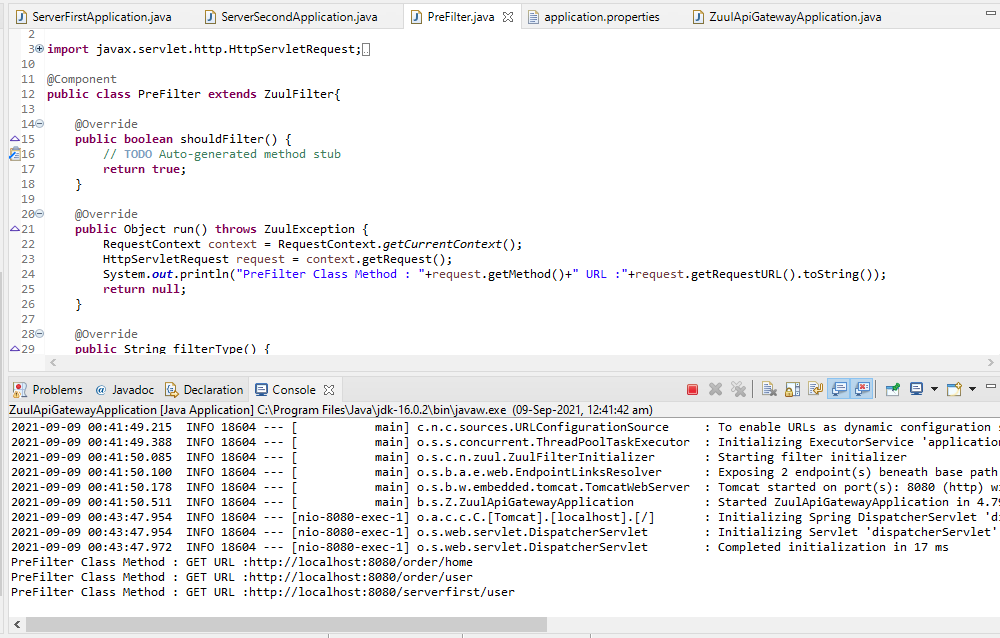 ServerFirstApplication.java ServerSecondApplication.java PreFilter.java application.properties ZuulApiGatewayApplication.java
2
3 import javax.servlet.http.HttpServletRequest;
10
11 @Component
12 public class PreFilter extends ZuulFilter{
13
14 @Override
15 public boolean shouldFilter() {
16 // TODO Auto-generated method stub
17 return true;
18 }
19
20 @Override
21 public Object run() throws ZuulException {
22 RequestContext context = RequestContext.getCurrentContext();
23 HttpServletRequest request = context.getRequest();
24 System.out.println("PreFilter Class Method : "+request.getMethod()+" URL :"+request.getRequestURL().toString());
25 return null;
26 }
27
28 @Override
29 public String filterType() {
Problems @ Javadoc Declaration Console
ZuulApiGatewayApplication [Java Application] C:\Program Files\Java\jdk-16.0.2\bin\javaw.exe (09-Sep-2021, 12:41:42 am)
2021-09-09 00:41:49.215 INFO 18604 --- [ main] c.n.c.sources.URLConfigurationSource : To enable URLs as dynamic configuration s
2021-09-09 00:41:49.388 INFO 18604 --- [ main] o.s.s.concurrent.ThreadPoolTaskExecutor : Initializing ExecutorService 'application
2021-09-09 00:41:50.085 INFO 18604 --- [ main] o.s.c.n.zuul.ZuulFilterInitializer : Starting filter initializer
2021-09-09 00:41:50.100 INFO 18604 --- [ main] o.s.b.a.e.web.EndpointLinksResolver : Exposing 2 endpoint(s) beneath base path
2021-09-09 00:41:50.178 INFO 18604 --- [ main] o.s.b.w.embedded.tomcat.TomcatWebServer : Tomcat started on port(s): 8080 (http) wi
2021-09-09 00:41:50.511 INFO 18604 --- [ main] b.s.Z.ZuulApiGatewayApplication : Started ZuulApiGatewayApplication in 4.79
2021-09-09 00:43:47.954 INFO 18604 --- [nio-8080-exec-1] o.a.c.c.C.[Tomcat].[localhost].[/] : Initializing Spring DispatcherServlet 'di
2021-09-09 00:43:47.954 INFO 18604 --- [nio-8080-exec-1] o.s.web.servlet.DispatcherServlet : Initializing Servlet 'dispatcherServlet'
2021-09-09 00:43:47.972 INFO 18604 --- [nio-8080-exec-1] o.s.web.servlet.DispatcherServlet : Completed initialization in 17 ms
PreFilter Class Method : GET URL :http://localhost:8080/order/home
PreFilter Class Method : GET URL :http://localhost:8080/order/user
PreFilter Class Method : GET URL :http://localhost:8080/serverfirst/user